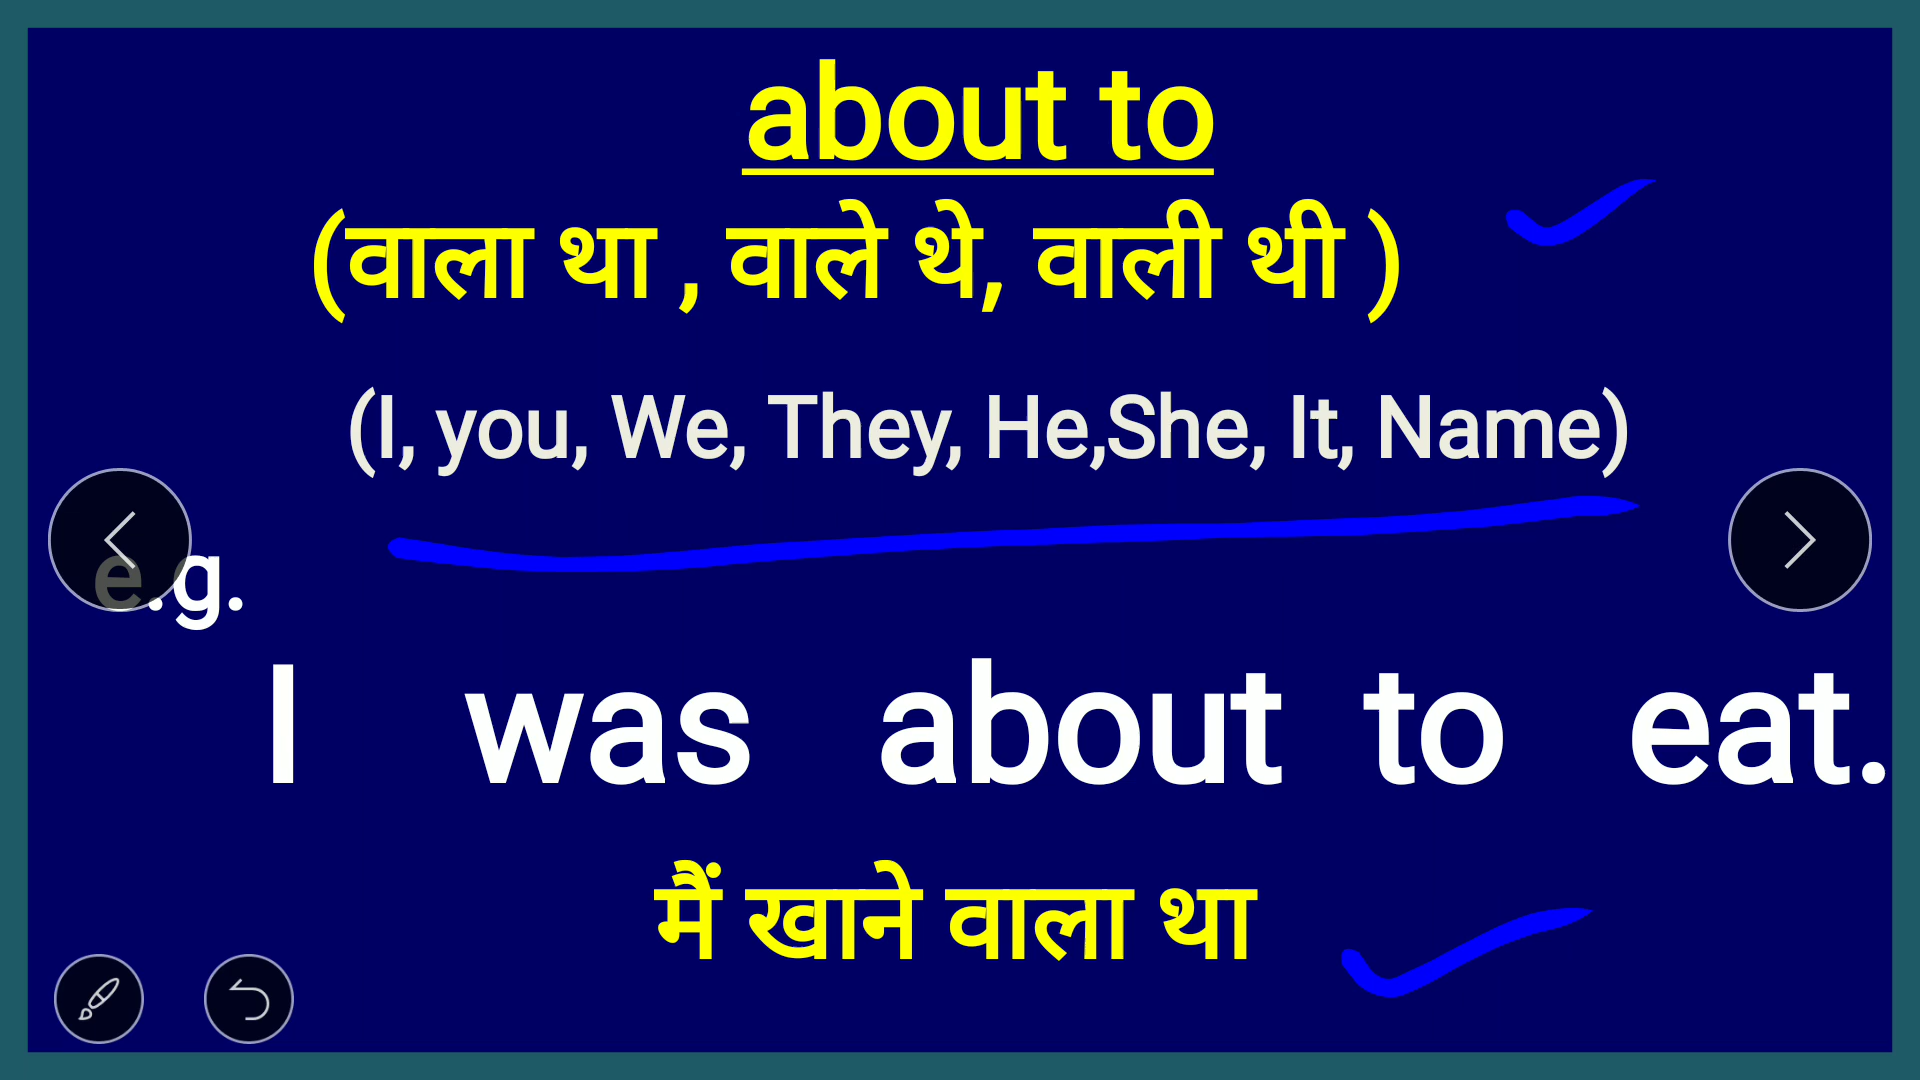 about to
(वाला था , वाले थे, वाली थी )
(I, you, We, They, He,She, It, Name)
e.g.
I was about to eat.
मैं खाने वाला था